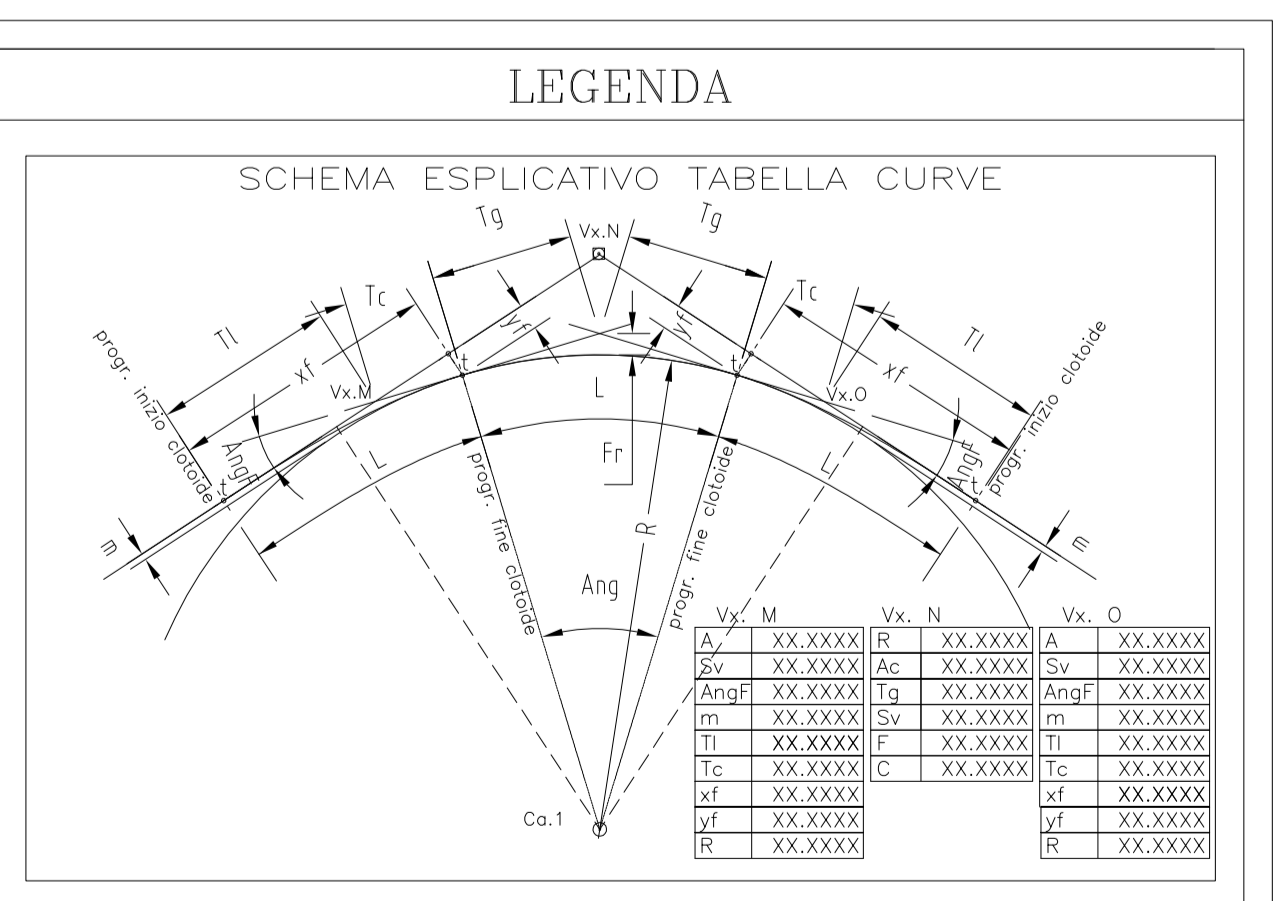 LEGENDA
SCHEMA ESPLICATIVO TABELLA CURVE
Tg
Vx.N
Tg
Tc
yf
yf
Tc
Tl
xf
t
t
xf
Tl
progr. inizio clotoide
Vx.M
L
Vx.O
progr. inizio clotoide
AngF
L
Fr
L
AngF
t
t
m
progr. fine clotoide
R
progr. fine clotoide
m
Ang
Ca.1
Vx. M
A XX.XXXX
Sv XX.XXXX
AngF XX.XXXX
m XX.XXXX
Tl XX.XXXX
Tc XX.XXXX
xf XX.XXXX
yf XX.XXXX
R XX.XXXX
Vx. N
R XX.XXXX
Ac XX.XXXX
Tg XX.XXXX
Sv XX.XXXX
F XX.XXXX
C XX.XXXX
Vx. O
A XX.XXXX
Sv XX.XXXX
AngF XX.XXXX
m XX.XXXX
Tl XX.XXXX
Tc XX.XXXX
xf XX.XXXX
yf XX.XXXX
R XX.XXXX